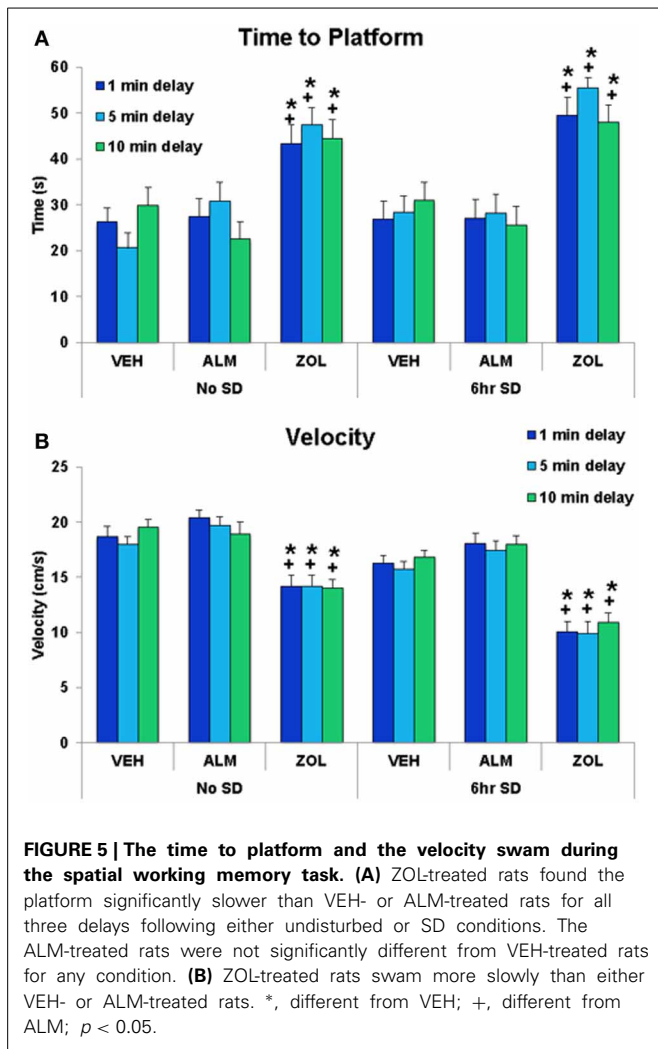 A
Time to Platform
1 min delay
5 min delay
10 min delay
* * * * * *
+ + + + + +
Time (s)
60
50
40
30
20
10
0
VEH ALM ZOL VEH ALM ZOL
No SD 6hr SD
B
Velocity
1 min delay
5 min delay
10 min delay
* * * * * *
+ + + + + +
Velocity (cm/s)
25
20
15
10
5
0
VEH ALM ZOL VEH ALM ZOL
No SD 6hr SD
FIGURE 5 | The time to platform and the velocity swam during
the spatial working memory task. (A) ZOL-treated rats found the
platform significantly slower than VEH- or ALM-treated rats for all
three delays following either undisturbed or SD conditions. The
ALM-treated rats were not significantly different from VEH-treated rats
for any condition. (B) ZOL-treated rats swam more slowly than either
VEH- or ALM-treated rats. *, different from VEH; +, different from
ALM; p < 0.05.